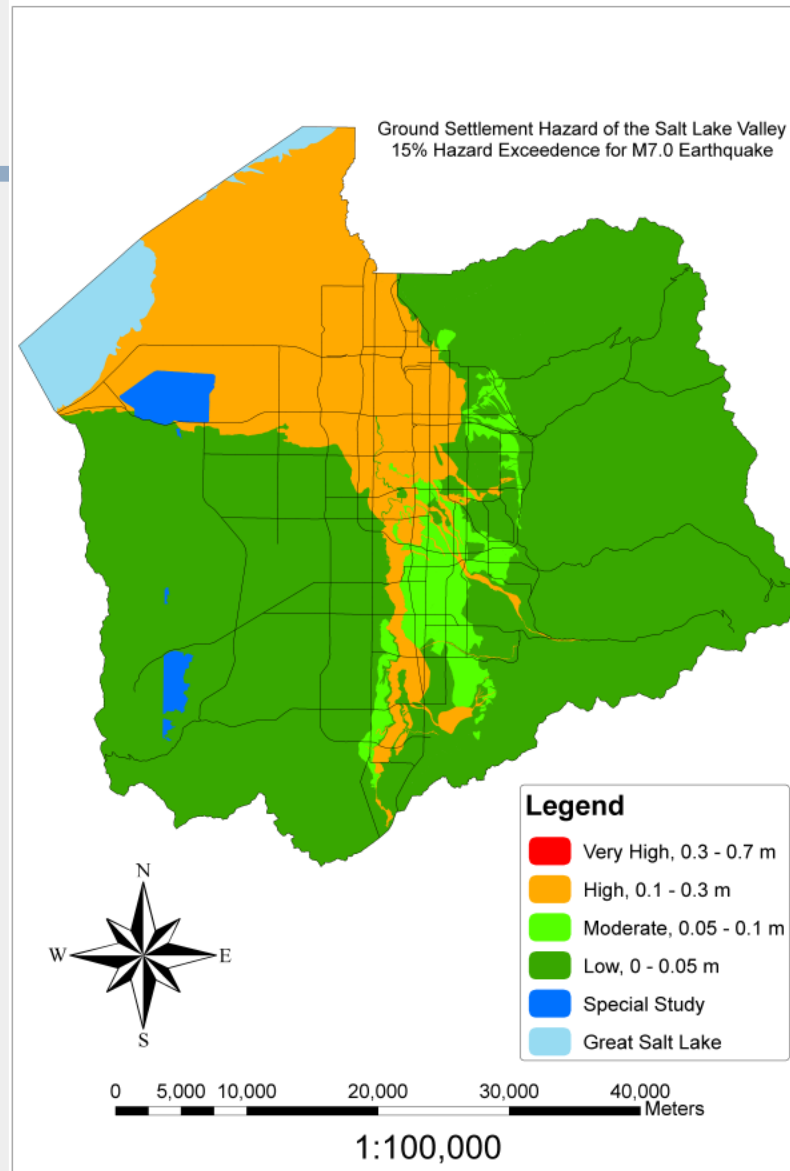 Ground Settlement Hazard of the Salt Lake Valley
15% Hazard Exceedence for M7.0 Earthquake
Legend
Very High, 0.3 - 0.7 m
High, 0.1 - 0.3 m
Moderate, 0.05 - 0.1 m
Low, 0 - 0.05 m
Special Study
Great Salt Lake
N
W E
S
0 5,000 10,000 20,000 30,000 40,000
Meters
1:100,000